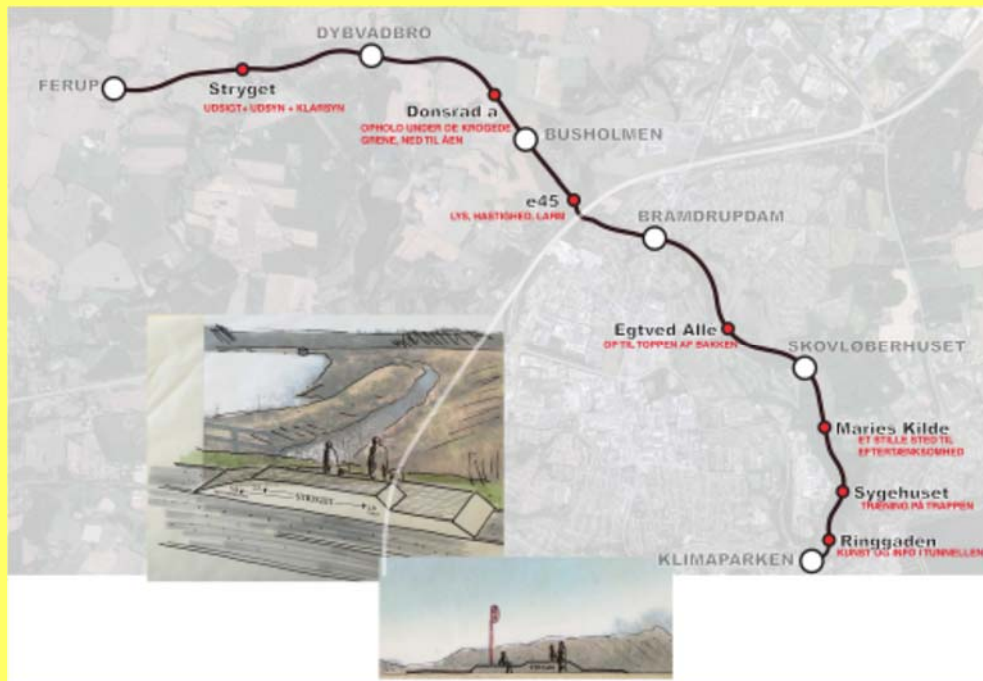 DYBVADBRO
FERUP
Stryget
UDSIGT+ UDSYN + KLARSYN
Donsrad a
OPHOLD UNDER DE KROGEDE
GRENE, NED TIL ÅEN
BUSHOLMEN
e45
LYS, HASTIGHED, LARM
BRAMDRUPDAM
Egtved Alle
OP TIL TOPPEN AF BAKKEN
SKOVLØBERHUSET
Maries Kilde
ET STILLE STED TIL
EFTERTÆNKSOMHED
Sygehuset
TRÆNING PÅ TRAPPEN
Ringgaden
KUNST OG INFO I TUNNELLEN
KLIMAPARKEN
STRYGET